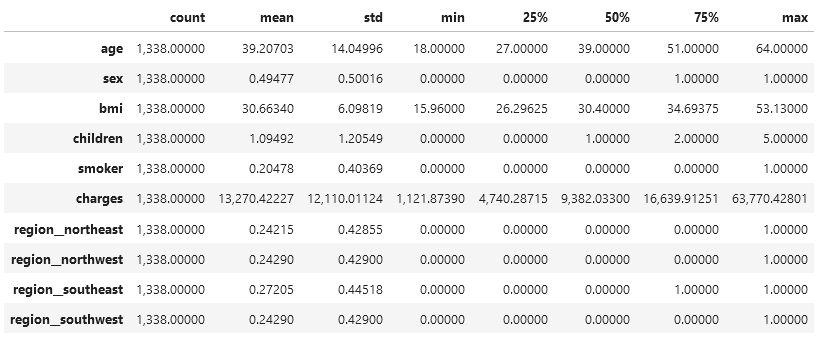 count mean std min 25% 50% 75% max
age 1,338.00000 39.20703 14.04996 18.00000 27.00000 39.00000 51.00000 64.00000
sex 1,338.00000 0.49477 0.50016 0.00000 0.00000 0.00000 1.00000 1.00000
bmi 1,338.00000 30.66340 6.09819 15.96000 26.29625 30.40000 34.69375 53.13000
children 1,338.00000 1.09492 1.20549 0.00000 0.00000 1.00000 2.00000 5.00000
smoker 1,338.00000 0.20478 0.40369 0.00000 0.00000 0.00000 0.00000 1.00000
charges 1,338.00000 13,270.42227 12,110.01124 1,121.87390 4,740.28715 9,382.03300 16,639.91251 63,770.42801
region_northeast 1,338.00000 0.24215 0.42855 0.00000 0.00000 0.00000 0.00000 1.00000
region_northwest 1,338.00000 0.24290 0.42900 0.00000 0.00000 0.00000 0.00000 1.00000
region_southeast 1,338.00000 0.27205 0.44518 0.00000 0.00000 0.00000 1.00000 1.00000
region_southwest 1,338.00000 0.24290 0.42900 0.00000 0.00000 0.00000 0.00000 1.00000